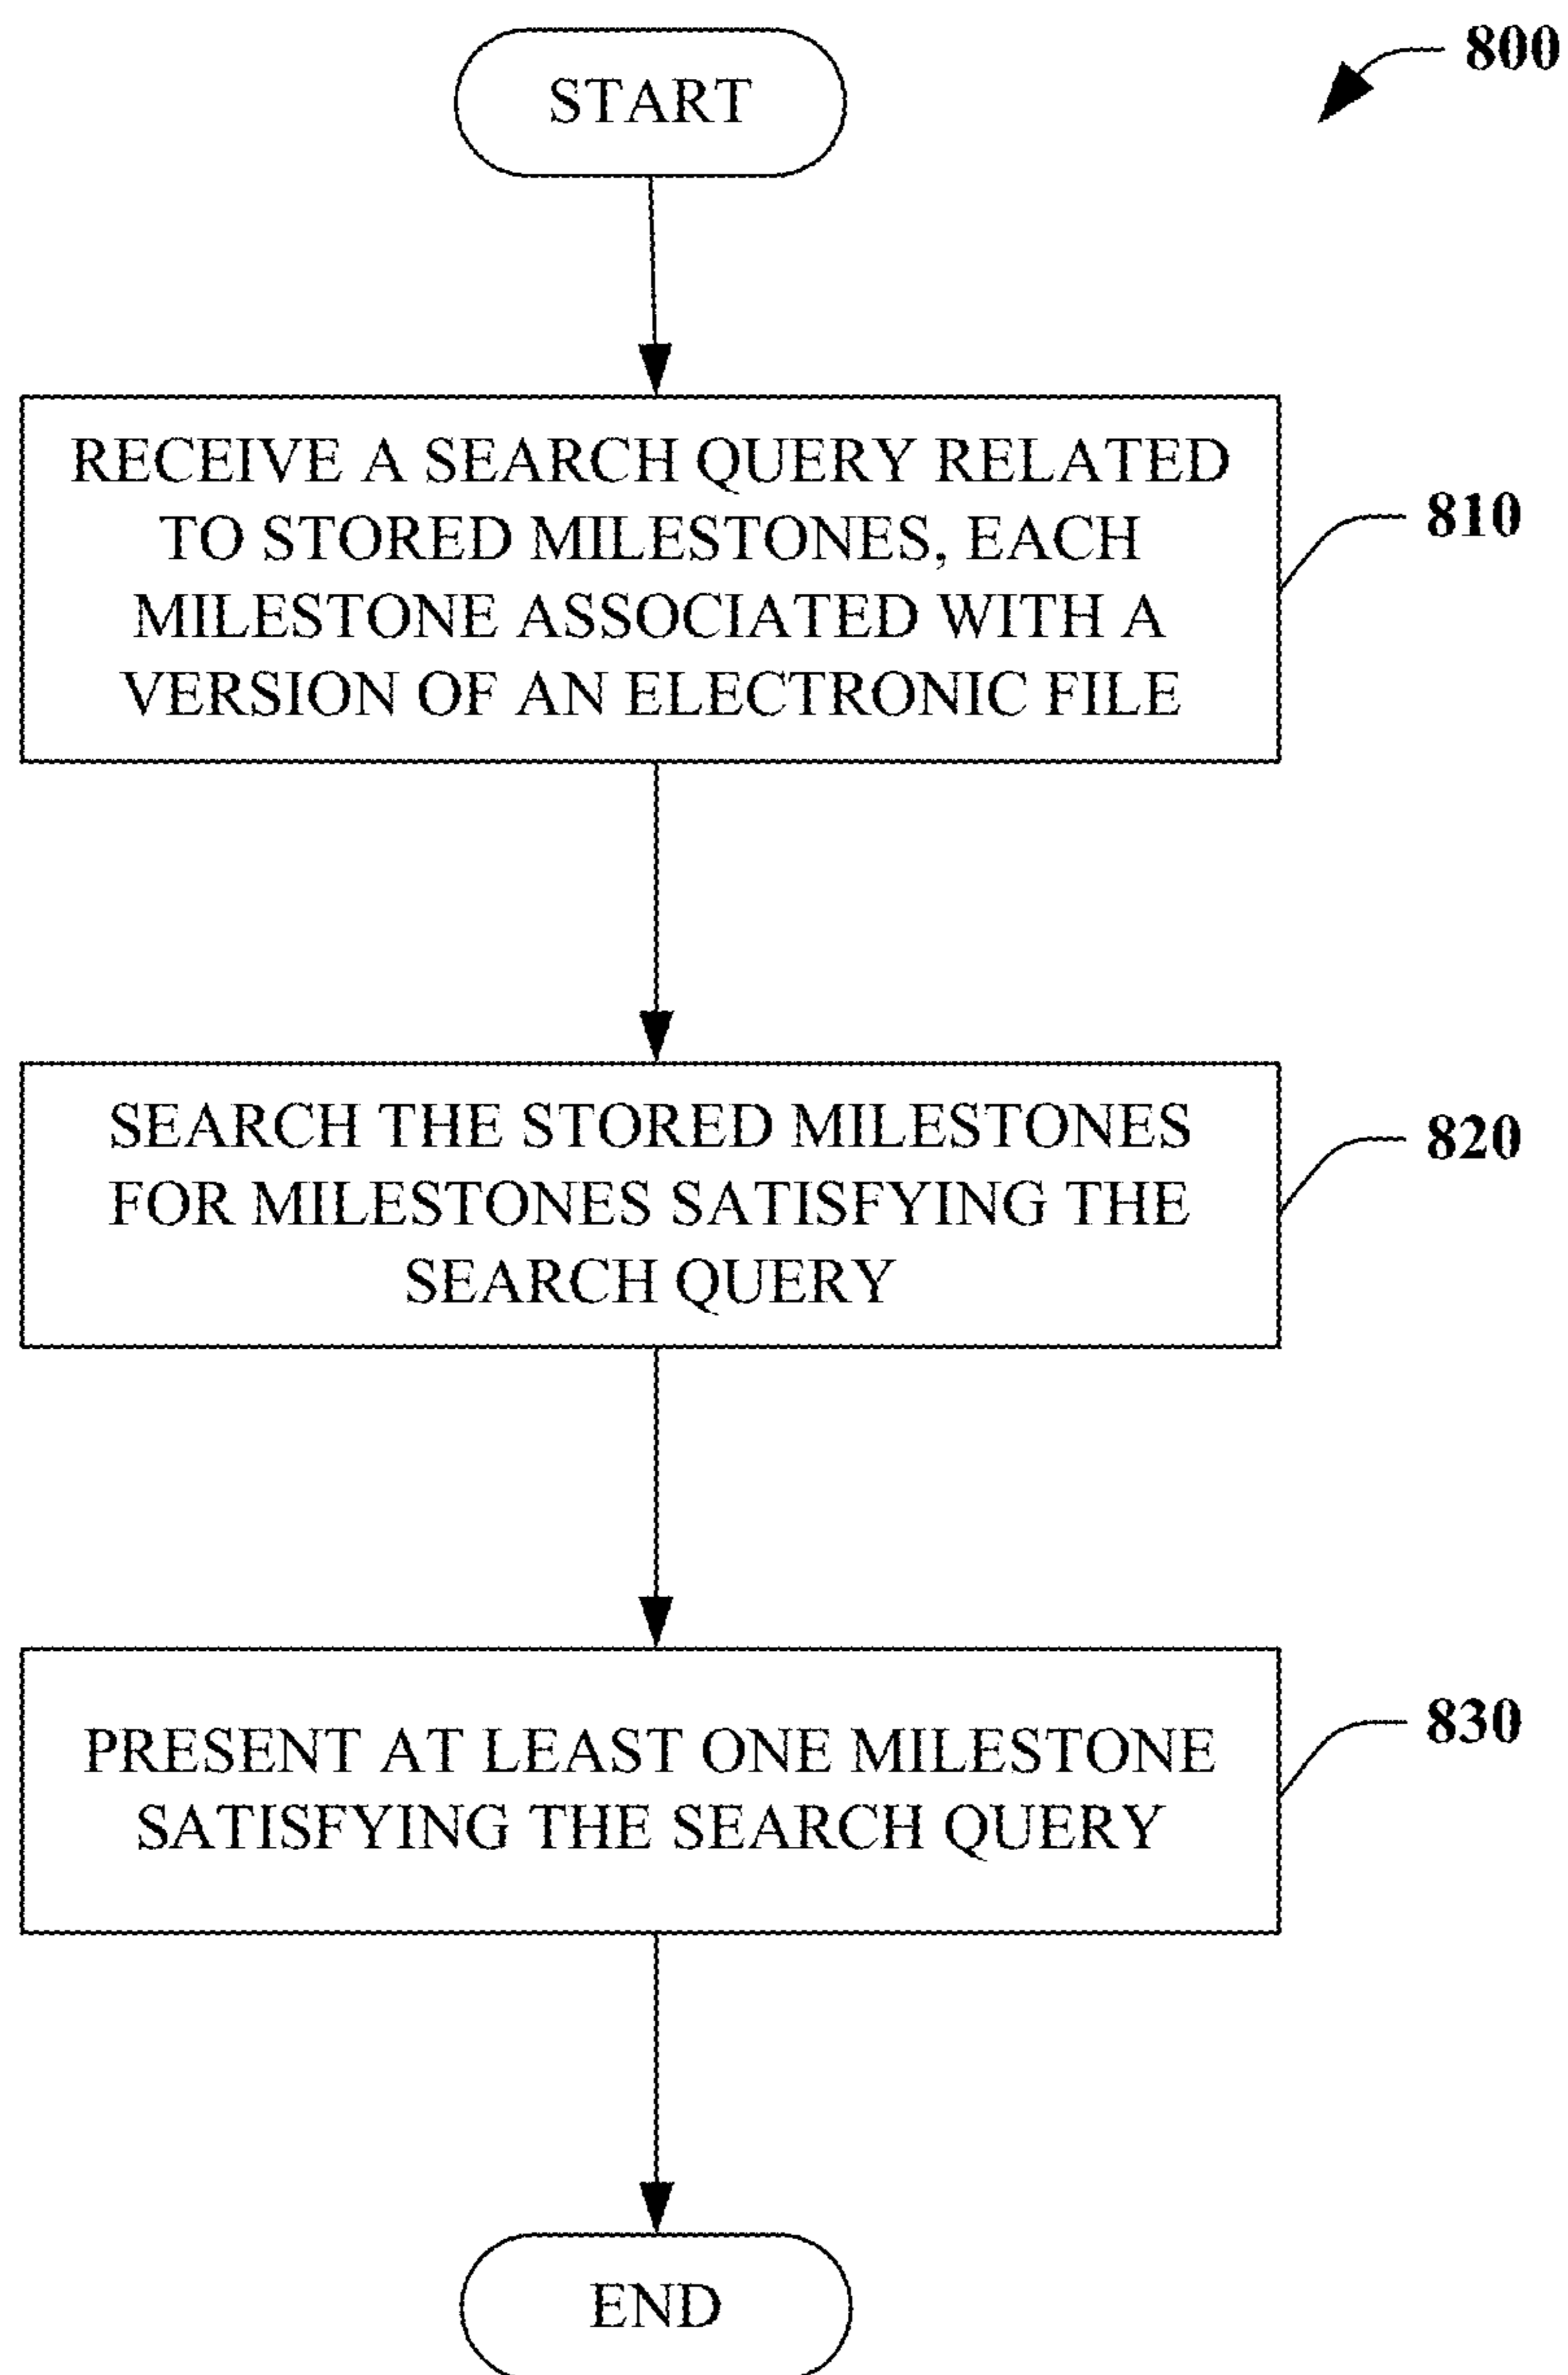 START
800
RECEIVE A SEARCH QUERY RELATED
TO STORED MILESTONES, EACH
MILESTONE ASSOCIATED WITH A
VERSION OF AN ELECTRONIC FILE
810
SEARCH THE STORED MILESTONES
FOR MILESTONES SATISFYING THE
SEARCH QUERY
820
PRESENT AT LEAST ONE MILESTONE
SATISFYING THE SEARCH QUERY
830
END